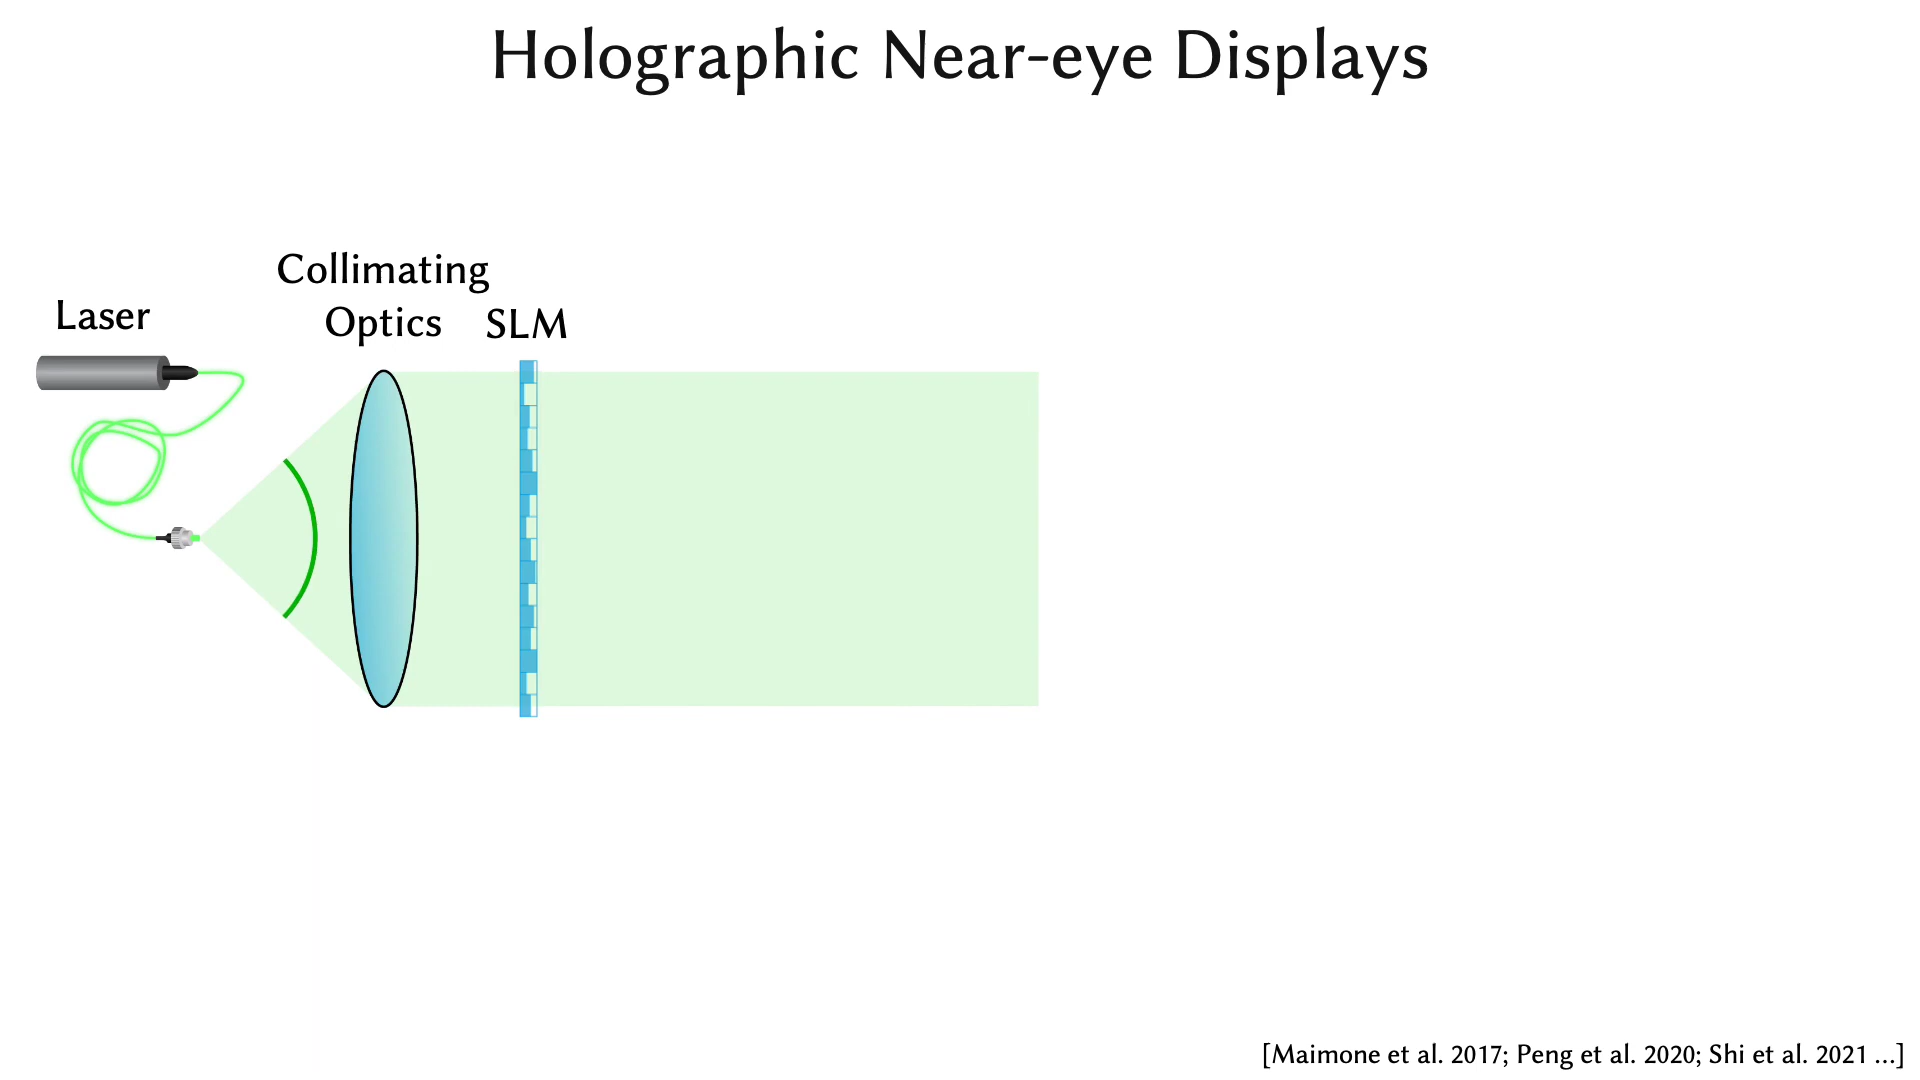 Holographic Near-eye Displays
Collimating
Optics
Laser
SLM
[Maimone et al. 2017; Peng et al. 2020; Shi et al. 2021 ...]